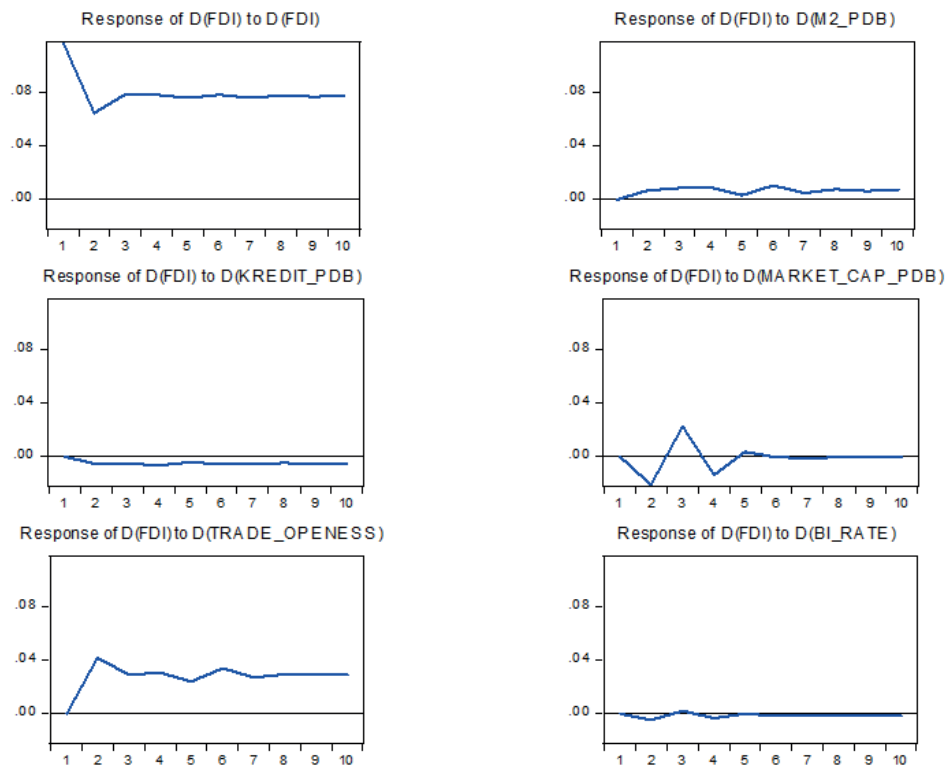 Response of D(FDI) to D(FDI)
.08
.04
.00
1 2 3 4 5 6 7 8 9 10
Response of D(FDI) to D(M2_PDB)
.08
.04
.00
1 2 3 4 5 6 7 8 9 10
Response of D(FDI) to D(KREDIT_PDB)
.08
.04
.00
1 2 3 4 5 6 7 8 9 10
Response of D(FDI) to D(MARKET_CAP_PDB)
.08
.04
.00
1 2 3 4 5 6 7 8 9 10
Response of D(FDI) to D(TRADE_OPENESS)
.08
.04
.00
1 2 3 4 5 6 7 8 9 10
Response of D(FDI) to D(BI_RATE)
.08
.04
.00
1 2 3 4 5 6 7 8 9 10